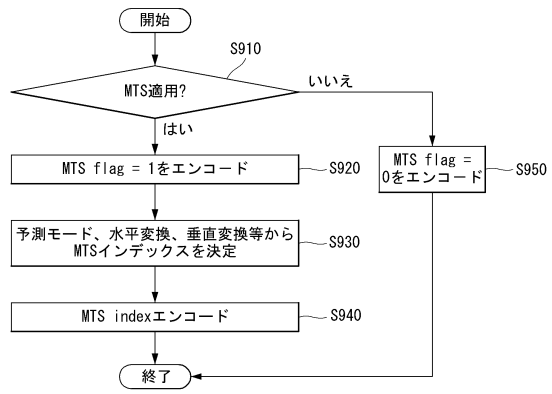 開始
S910
MTS適用?
いいえ
はい
MTS flag = 1をエンコード
S920
MTS flag =
0をエンコード
S950
予測モード、水平変換、垂直変換等から
MTSインデックスを決定
S930
MTS indexエンコード
S940
終了